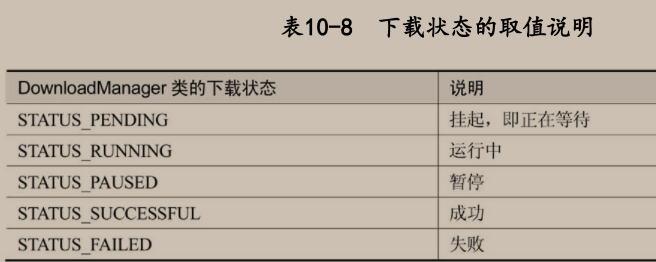 表10-8 下载状态的取值说明
DownloadManager 类的下载状态 说明
STATUS_PENDING 挂起，即正在等待
STATUS_RUNNING 运行中
STATUS_PAUSED 暂停
STATUS_SUCCESSFUL 成功
STATUS_FAILED 失败